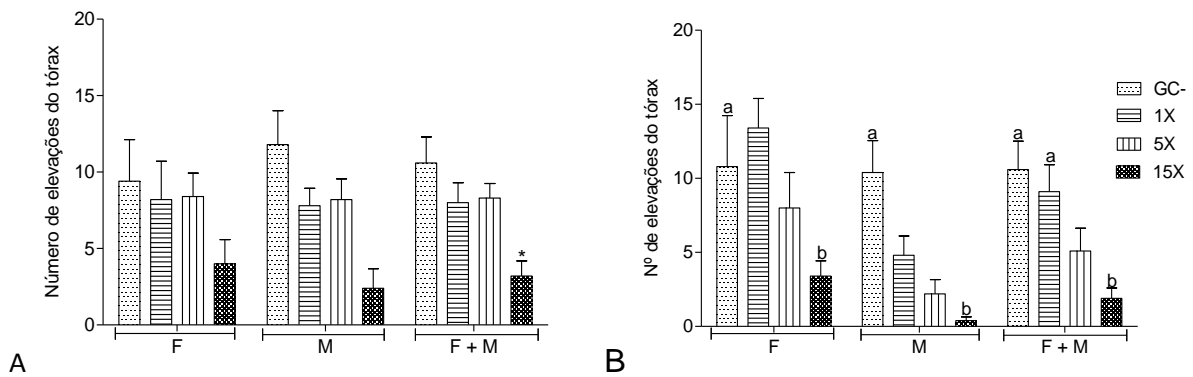 Número de elevações do tórax
20
15
10
5
0
*
F M F + M
A
Nº de elevações do tórax
20
15
10
5
0
a b a b a a b
F M F + M
B
GC-
1X
5X
15X